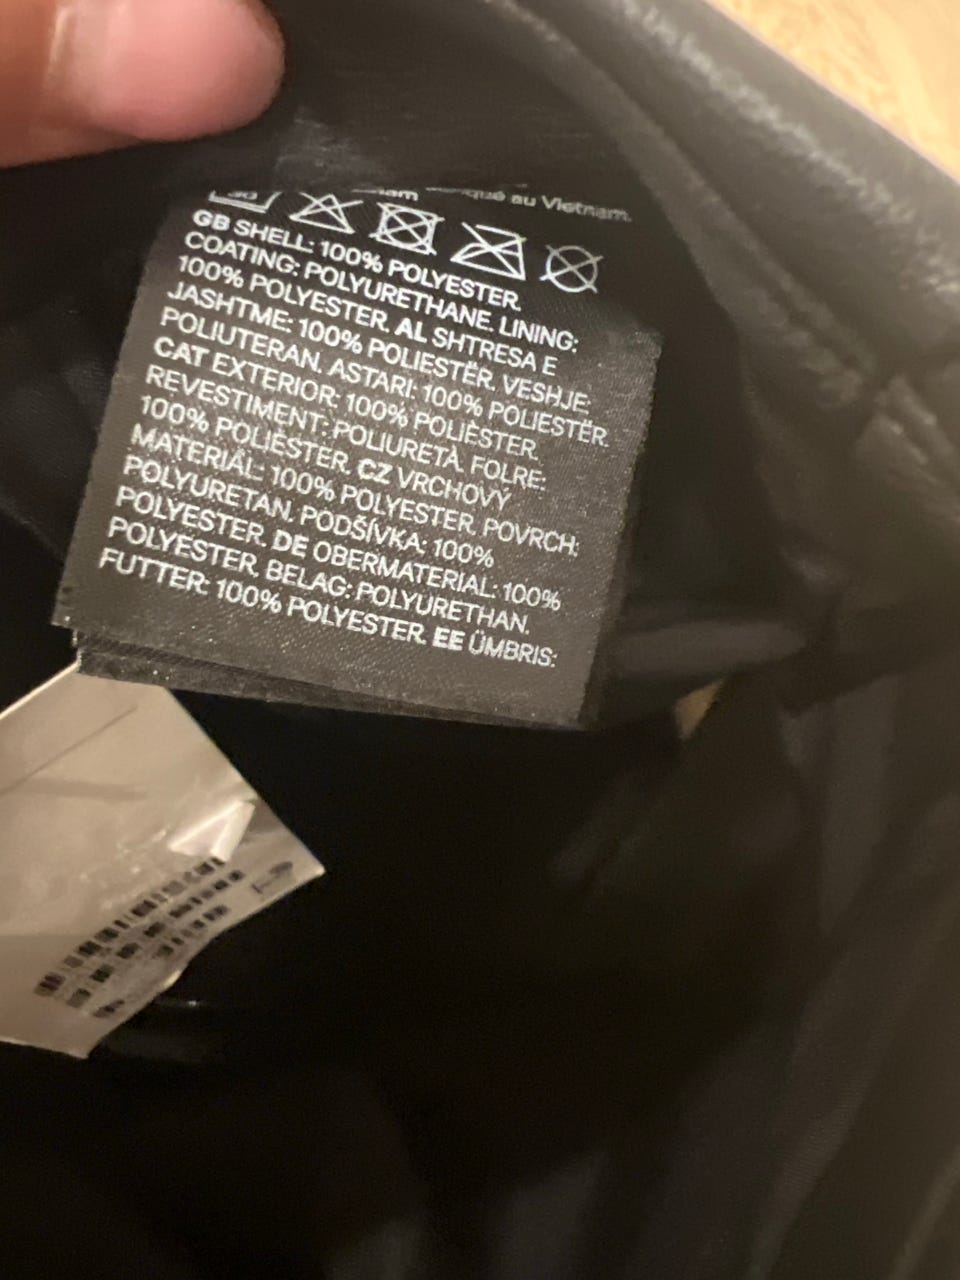 qué au Vietnam.
GB SHELL: 100% POLYESTER.
COATING: POLYURETHANE. LINING:
100% POLYESTER. AL SHTRESA E
JASHTME: 100% POLIESTËR. VESHJE:
POLIUTERAN. ASTARI: 100% POLIESTËR.
CAT EXTERIOR: 100% POLIÈSTER.
REVESTIMENT: POLIURETÀ. FOLRE:
100% POLIÈSTER. CZ VRCHOVÝ
MATERIÁL: 100% POLYESTER. POVRCH:
POLYURETAN. PODŠÍVKA: 100%
POLYESTER. DE OBERMATERIAL: 100%
POLYESTER. BELAG: POLYURETHAN.
FUTTER: 100% POLYESTER. EE ÜMBRIS: